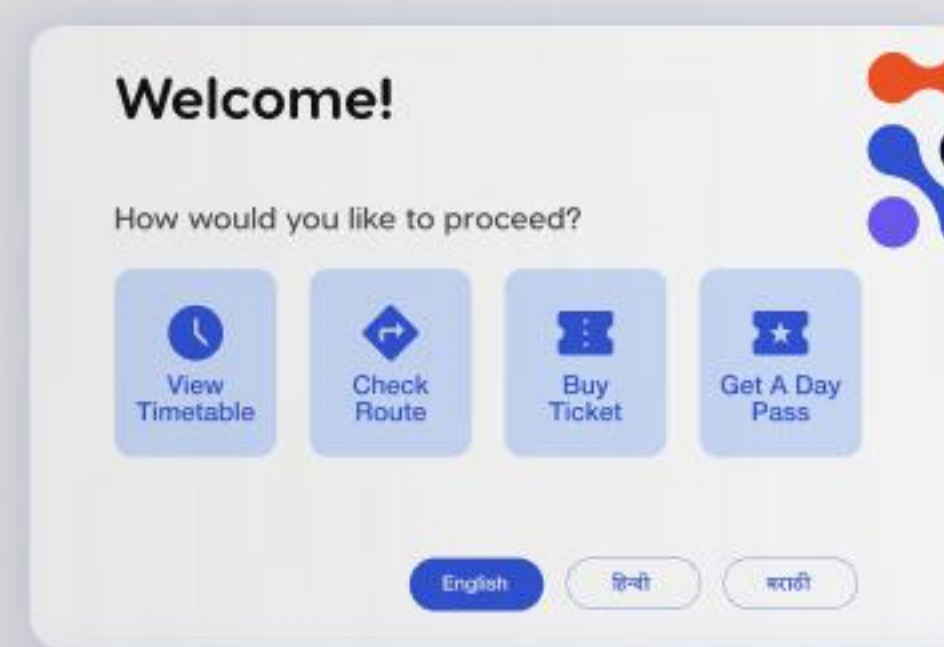 Welcome!
How would you like to proceed?
View
Timetable
Check
Route
Buy
Ticket
Get A Day
Pass
English
हिन्दी
मराठी